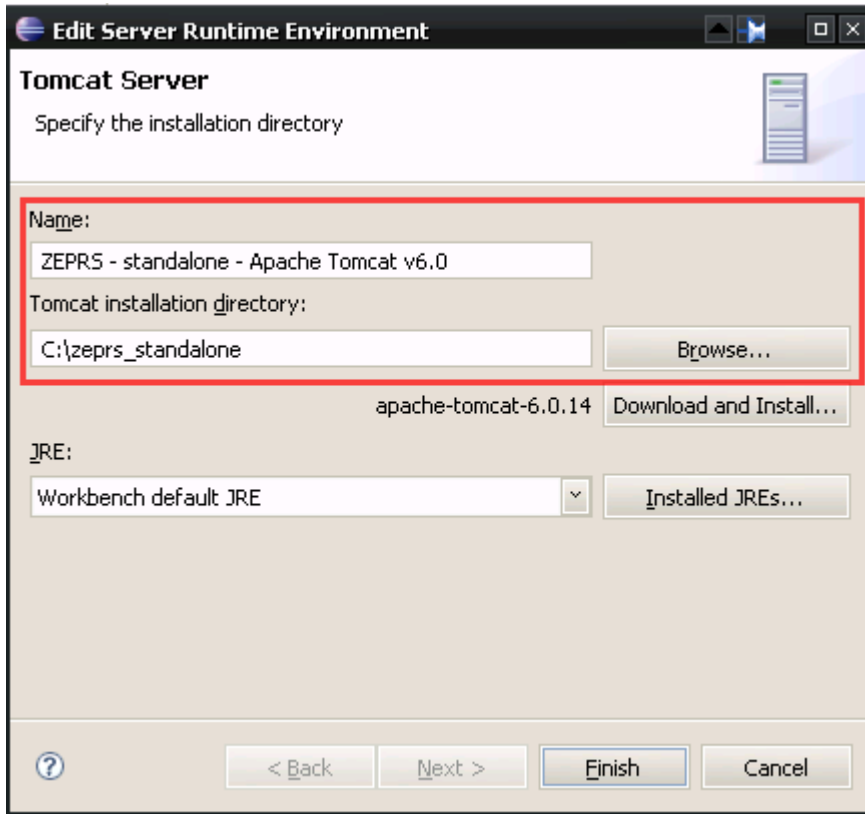 Edit Server Runtime Environment
Tomcat Server
Specify the installation directory
Name:
ZEPRS - standalone - Apache Tomcat v6.0
Tomcat installation directory:
C:\zeprs_standalone
Browse...
apache-tomcat-6.0.14 Download and Install...
JRE:
Workbench default JRE
Installed JREs...
? < Back Next > Finish Cancel